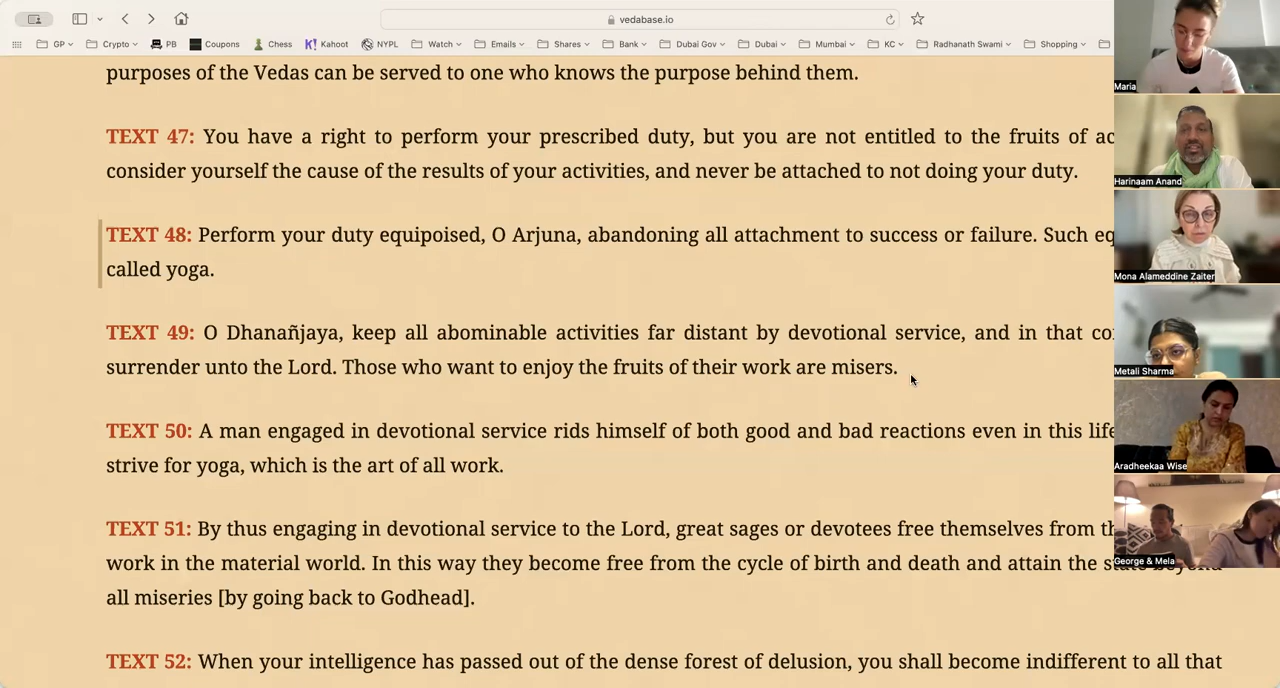 vedabase.io
GP Crypto PB Coupons Chess K! Kahoot NYPL Watch Emails Shares Bank Dubai Gov Dubai Mumbai KC Radhanath Swami Shopping
purposes of the Vedas can be served to one who knows the purpose behind them.
TEXT 47: You have a right to perform your prescribed duty, but you are not entitled to the fruits of ac
consider yourself the cause of the results of your activities, and never be attached to not doing your duty.
TEXT 48: Perform your duty equipoised, O Arjuna, abandoning all attachment to success or failure. Such eq
called yoga.
TEXT 49: O Dhanañjaya, keep all abominable activities far distant by devotional service, and in that co
surrender unto the Lord. Those who want to enjoy the fruits of their work are misers.
TEXT 50: A man engaged in devotional service rids himself of both good and bad reactions even in this life
strive for yoga, which is the art of all work.
TEXT 51: By thus engaging in devotional service to the Lord, great sages or devotees free themselves from th
work in the material world. In this way they become free from the cycle of birth and death and attain the state beyond
all miseries [by going back to Godhead].
TEXT 52: When your intelligence has passed out of the dense forest of delusion, you shall become indifferent to all that
Maria
Harinaam Anand
Mona Alameddine Zaiter
Metali Sharma
Aradheekaa Wise
George & Mela